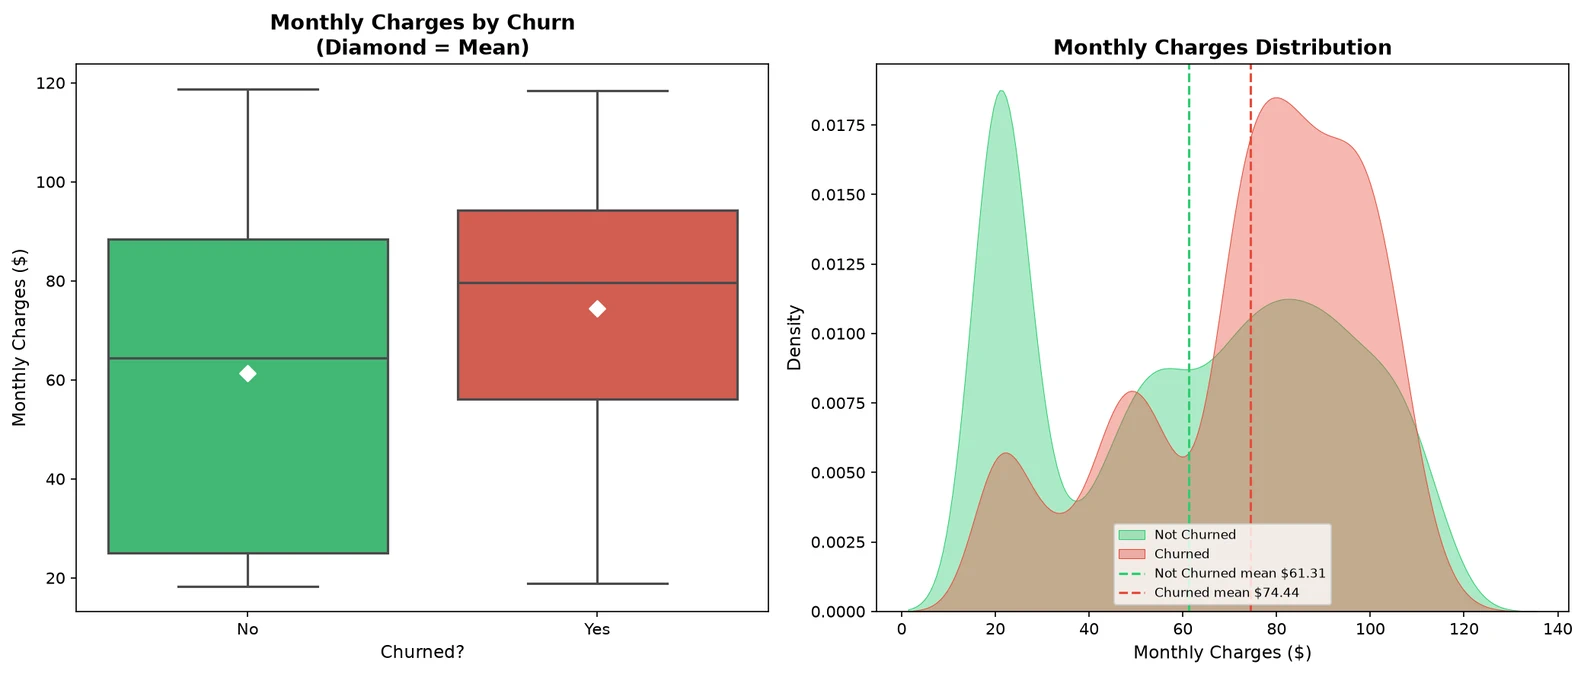 Monthly Charges by Churn
(Diamond = Mean)
Monthly Charges ($)
120
100
80
60
40
20
No
Yes
Churned?
Monthly Charges Distribution
Density
0.0175
0.0150
0.0125
0.0100
0.0075
0.0050
0.0025
0.0000
Not Churned
Churned
Not Churned mean $61.31
Churned mean $74.44
0
20
40
60
80
100
120
140
Monthly Charges ($)